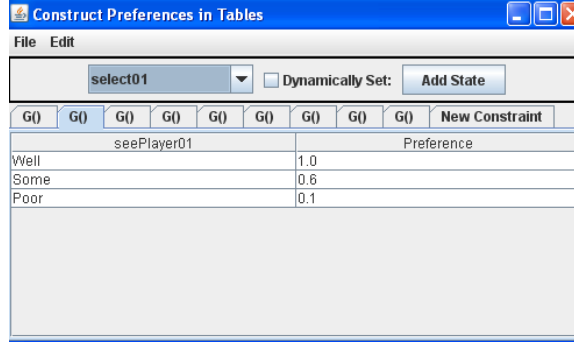 Construct Preferences in Tables
File Edit
select01 Dynamically Set: Add State
G() G() G() G() G() G() G() G() G() New Constraint
seePlayer01 Preference
Well 1.0
Some 0.6
Poor 0.1